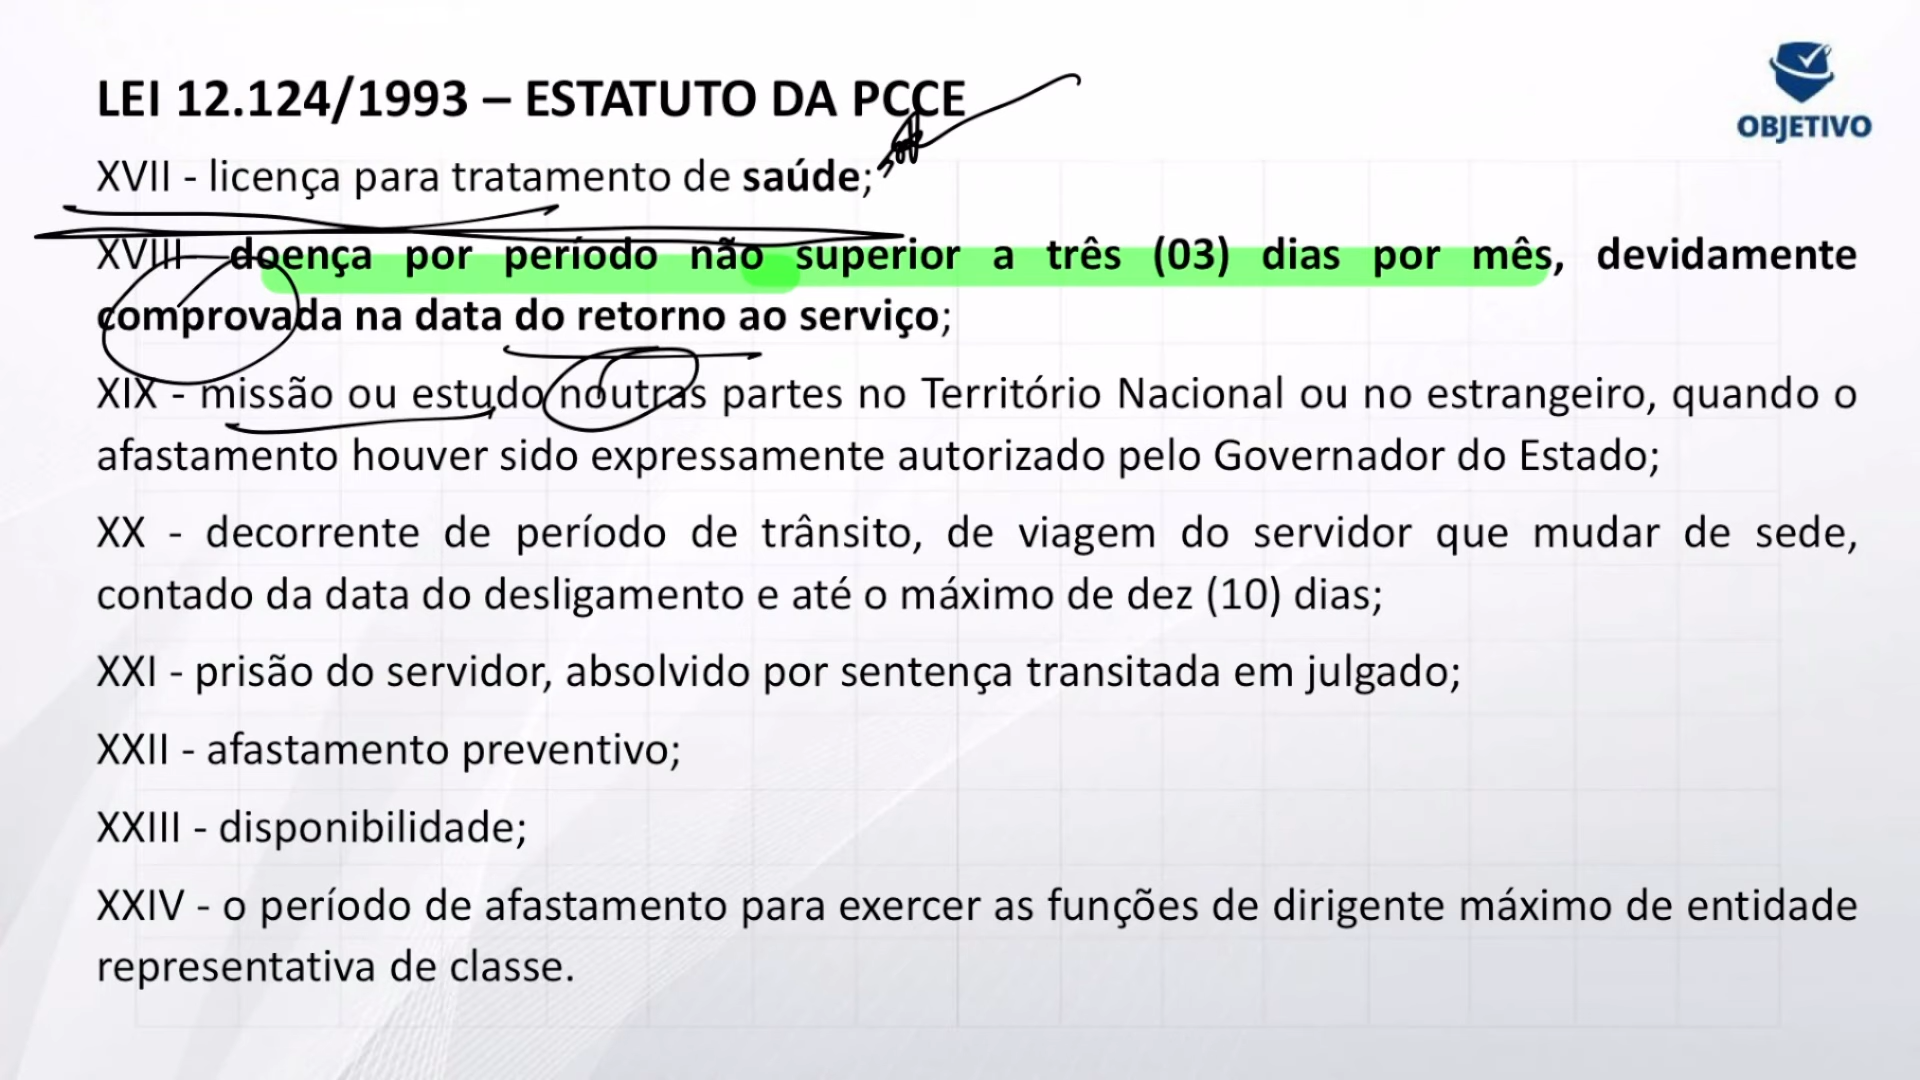 LEI 12.124/1993 – ESTATUTO DA PCCE
OBJETIVO
XVII - licença para tratamento de saúde;
XVIII - doença por período não superior a três (03) dias por mês, devidamente
comprovada na data do retorno ao serviço;
XIX - missão ou estudo noutras partes no Território Nacional ou no estrangeiro, quando o
afastamento houver sido expressamente autorizado pelo Governador do Estado;
XX - decorrente de período de trânsito, de viagem do servidor que mudar de sede,
contado da data do desligamento e até o máximo de dez (10) dias;
XXI - prisão do servidor, absolvido por sentença transitada em julgado;
XXII - afastamento preventivo;
XXIII - disponibilidade;
XXIV - o período de afastamento para exercer as funções de dirigente máximo de entidade
representativa de classe.